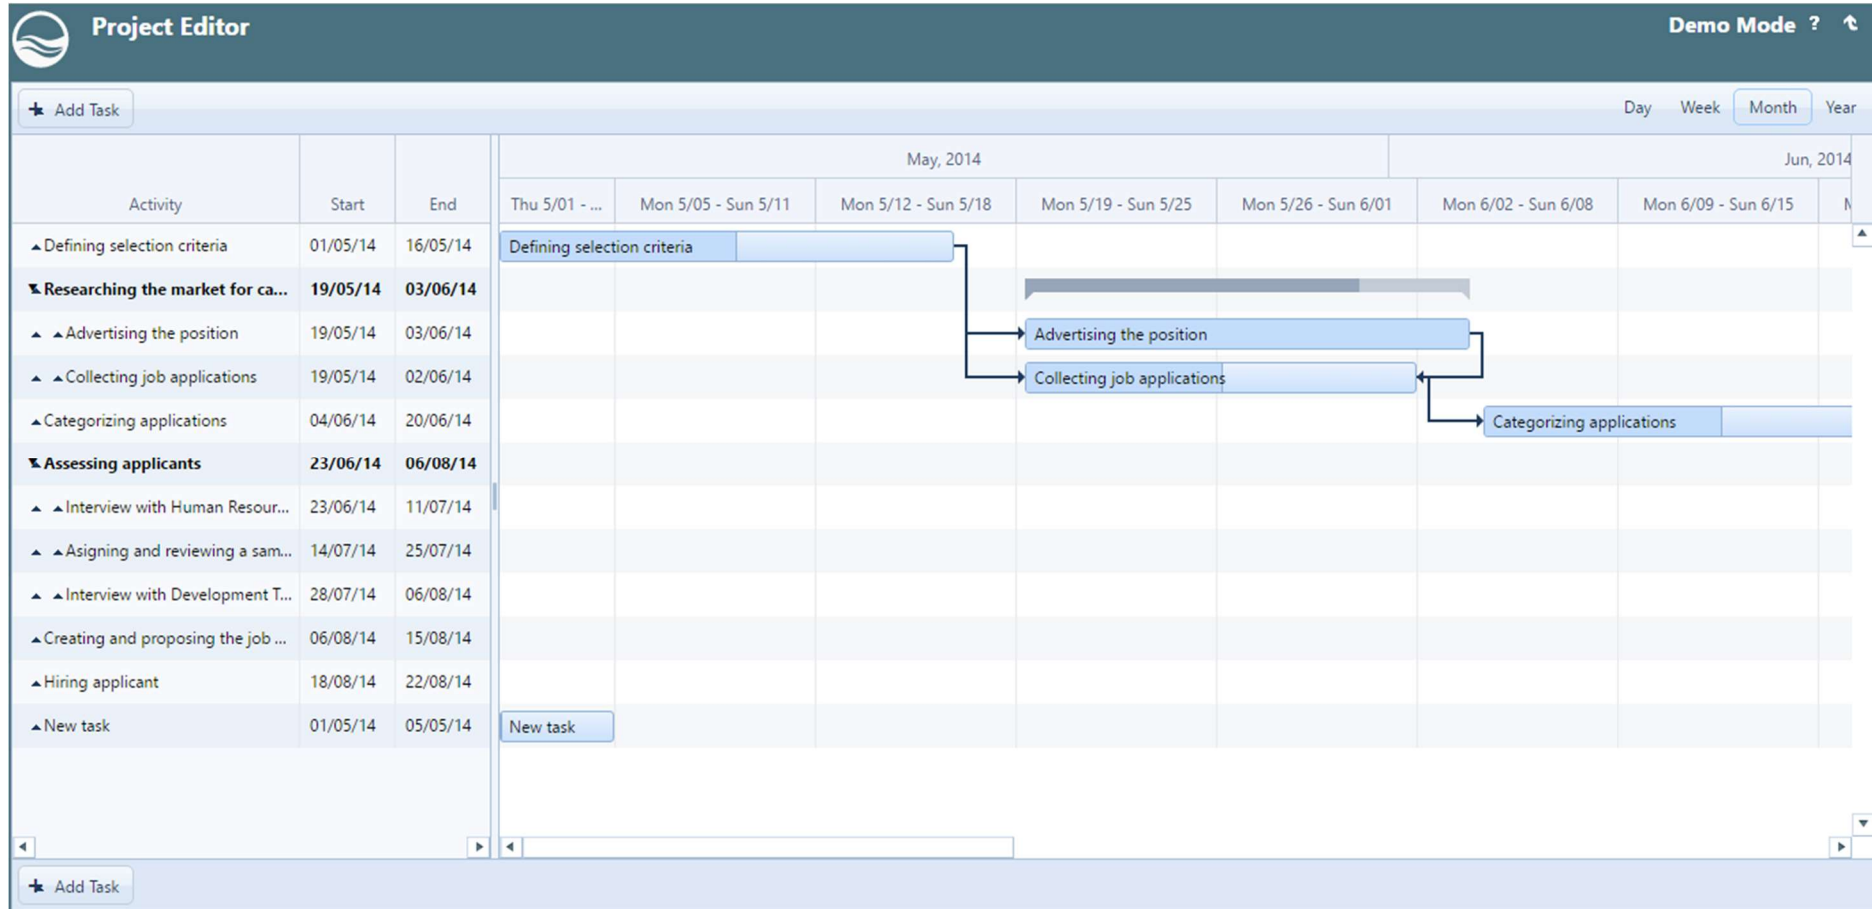 Project Editor
Demo Mode ?
Add Task
Day Week Month Year
May, 2014 Jun, 2014
Activity Start End Thu 5/01 - ... Mon 5/05 - Sun 5/11 Mon 5/12 - Sun 5/18 Mon 5/19 - Sun 5/25 Mon 5/26 - Sun 6/01 Mon 6/02 - Sun 6/08 Mon 6/09 - Sun 6/15
Defining selection criteria 01/05/14 16/05/14 Defining selection criteria
Researching the market for ca... 19/05/14 03/06/14
Advertising the position 19/05/14 03/06/14 Advertising the position
Collecting job applications 19/05/14 02/06/14 Collecting job applications
Categorizing applications 04/06/14 20/06/14 Categorizing applications
Assessing applicants 23/06/14 06/08/14
Interview with Human Resour... 23/06/14 11/07/14
Asigning and reviewing a sam... 14/07/14 25/07/14
Interview with Development T... 28/07/14 06/08/14
Creating and proposing the job ... 06/08/14 15/08/14
Hiring applicant 18/08/14 22/08/14
New task 01/05/14 05/05/14 New task
Add Task